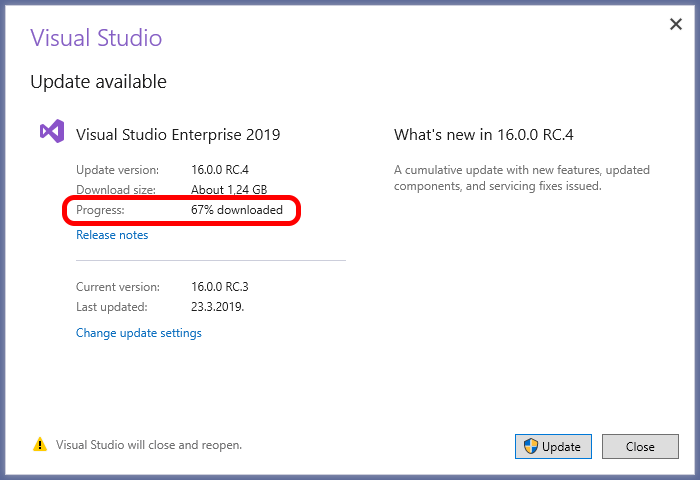 Visual Studio
Update available
Visual Studio Enterprise 2019
Update version: 16.0.0 RC.4
Download size: About 1,24 GB
Progress: 67% downloaded
Release notes
Current version: 16.0.0 RC.3
Last updated: 23.3.2019.
Change update settings
What's new in 16.0.0 RC.4
A cumulative update with new features, updated
components, and servicing fixes issued.
Visual Studio will close and reopen.
Update
Close